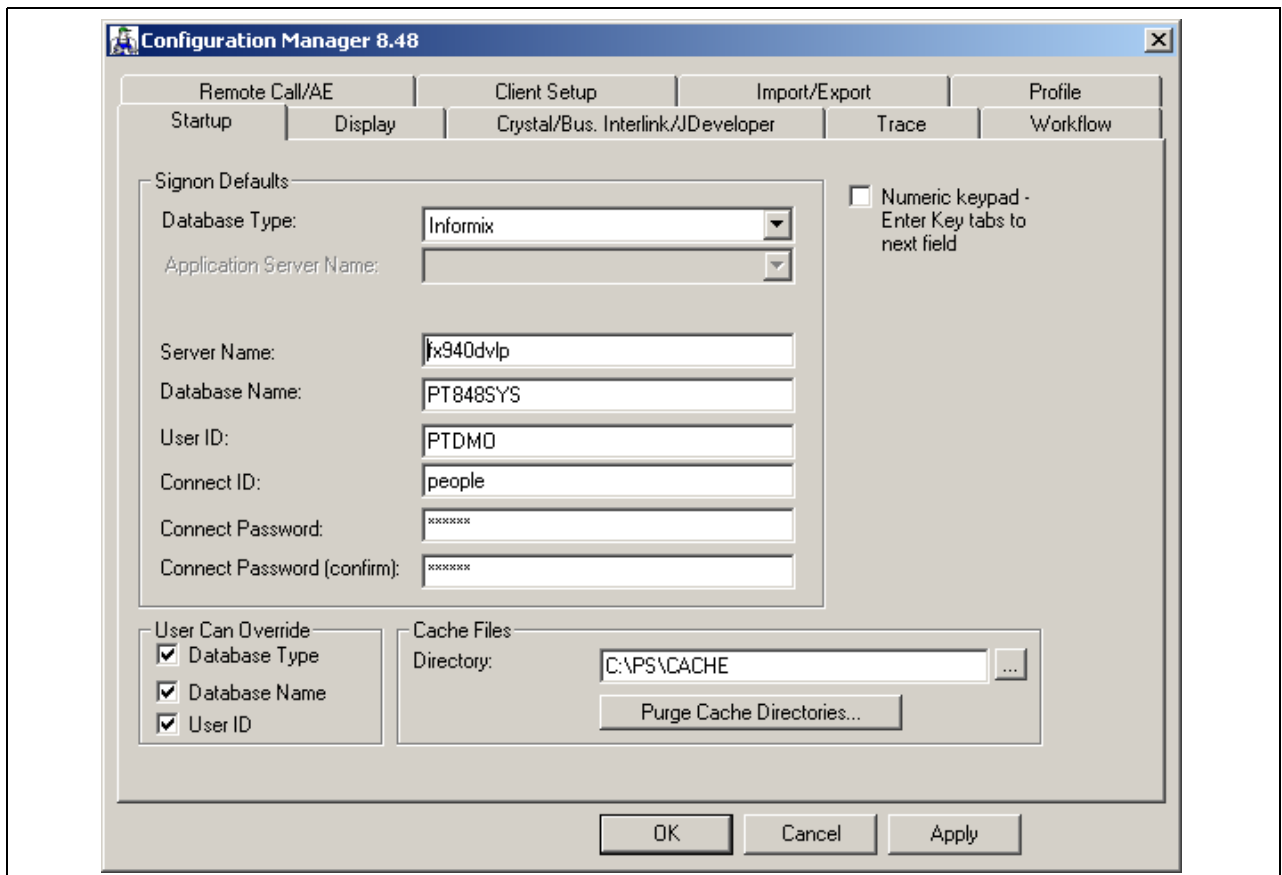 Configuration Manager 8.48
Remote Call/AE
Client Setup
Import/Export
Profile
Startup
Display
Crystal/Bus. Interlink/JDeveloper
Trace
Workflow
Signon Defaults
Database Type:
Informix
Application Server Name:
Numeric keypad -
Enter Key tabs to
next field
Server Name:
fx940dvlp
Database Name:
PT848SYS
User ID:
PTDMO
Connect ID:
people
Connect Password:
××××××
Connect Password (confirm):
××××××
User Can Override
Database Type
Database Name
User ID
Cache Files
Directory:
C:\PS\CACHE
...
Purge Cache Directories...
OK
Cancel
Apply